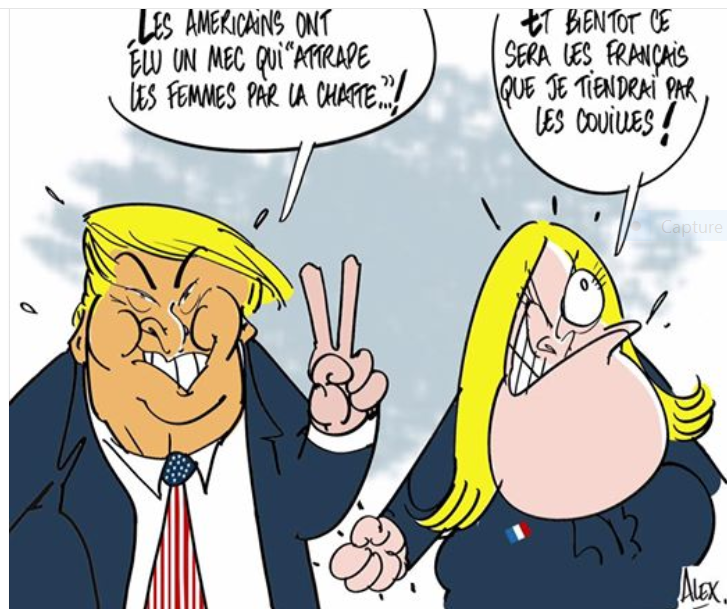 LES AMERICAINS ONT
ÉLU UN MEC QUI "ATTRAPE
LES FEMMES PAR LA CHATTE..."!
ET BIENTOT CE
SERA LES FRANÇAIS
QUE JE TIENDRAI PAR
LES COUILLES!
Capture
ALEX.